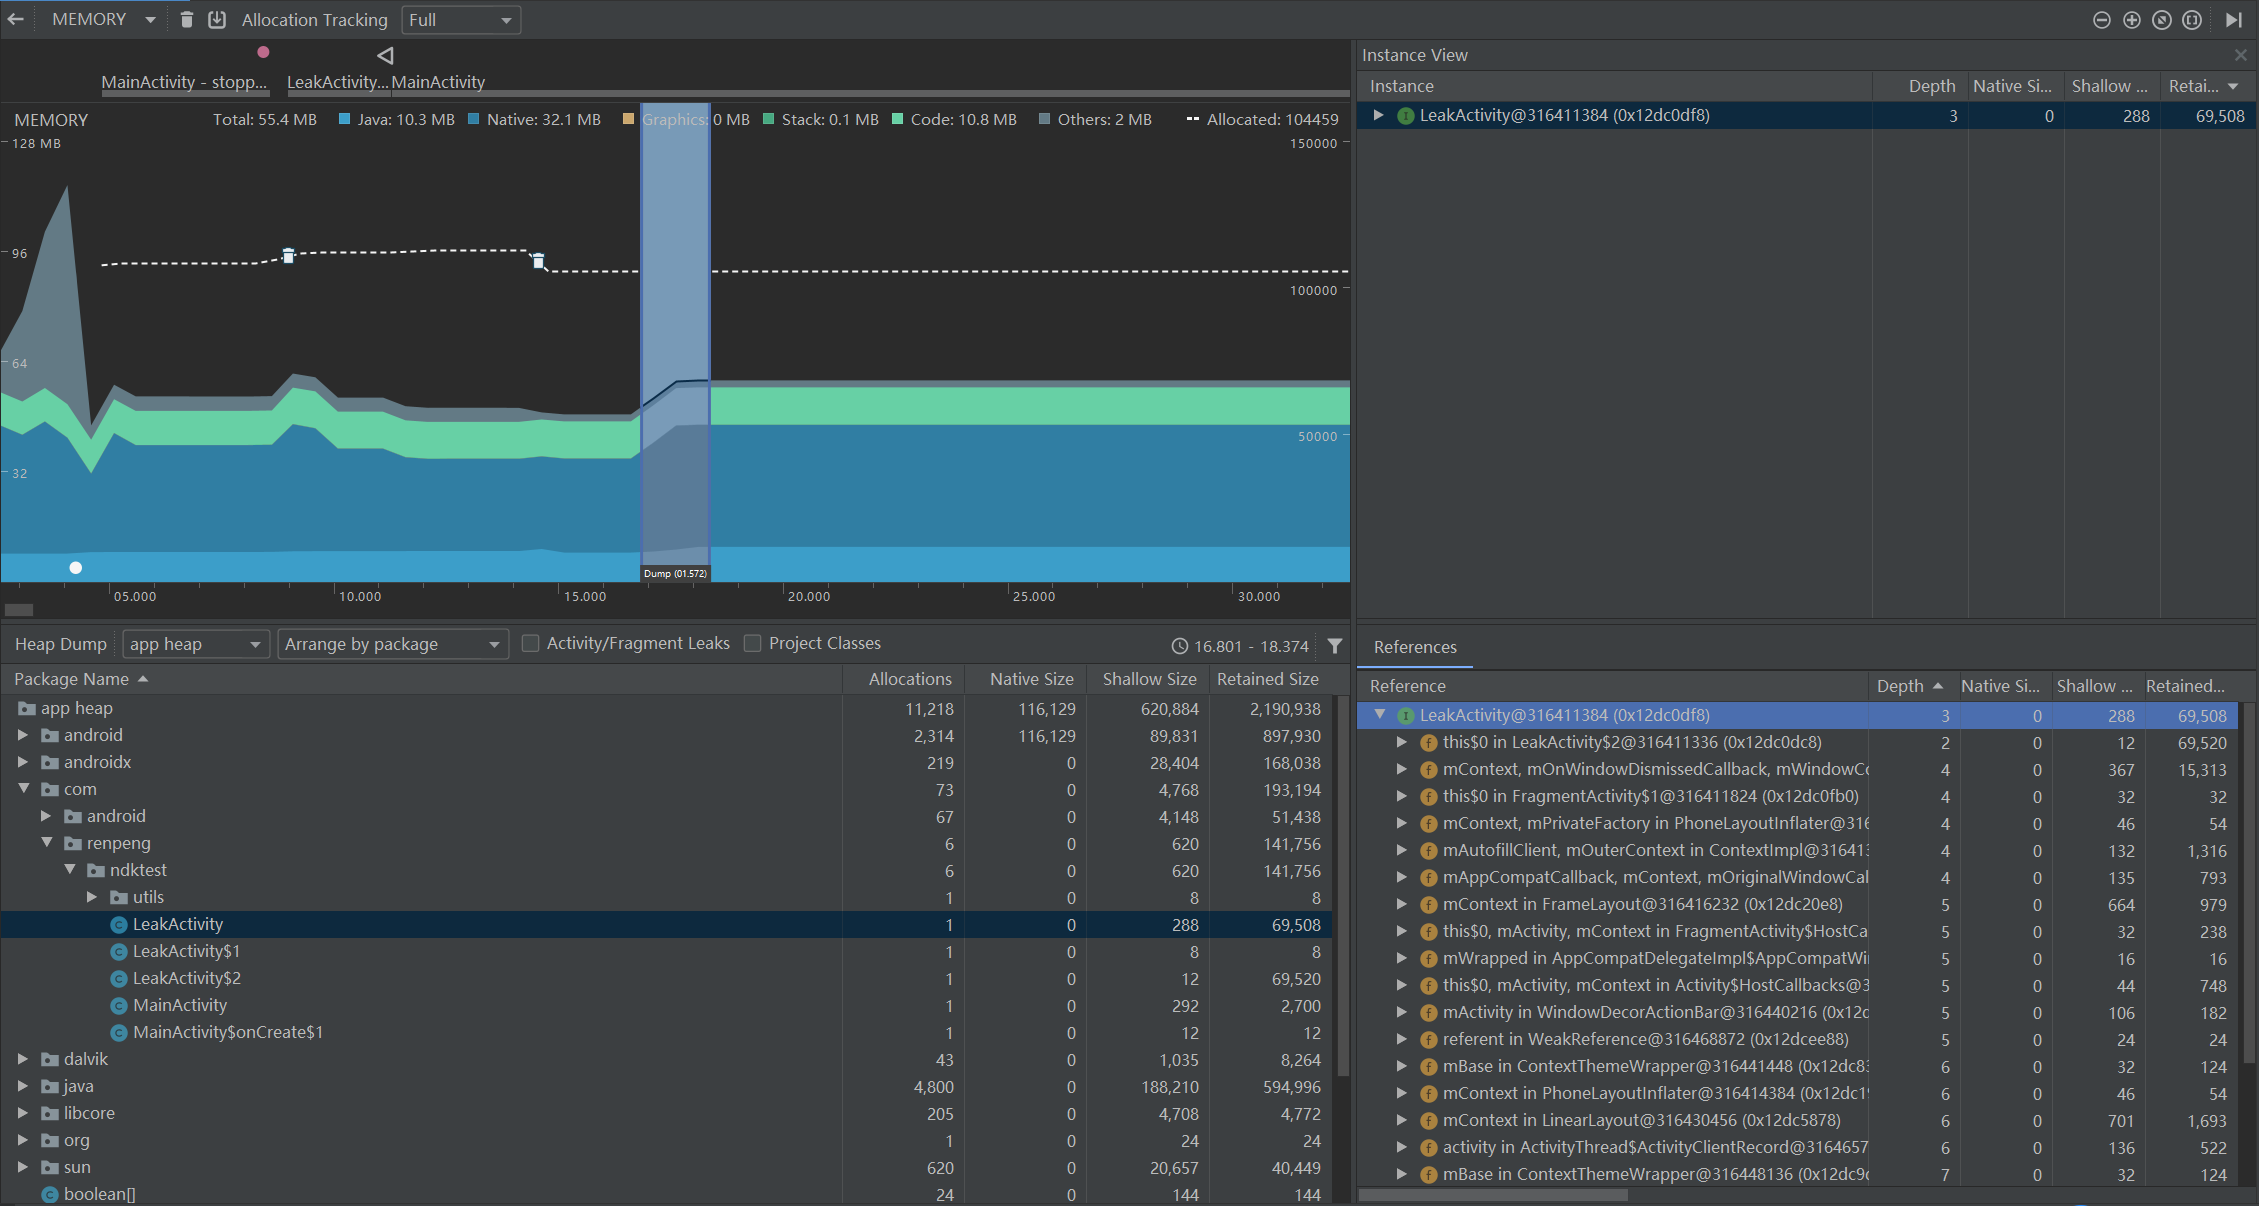 MEMORY Allocation Tracking Full
MainActivity - stopp... LeakActivity... MainActivity
MEMORY Total: 55.4 MB Java: 10.3 MB Native: 32.1 MB Graphics: 0 MB Stack: 0.1 MB Code: 10.8 MB Others: 2 MB Allocated: 104459
128 MB 150000
96
100000
64
50000
32
Dump (01.572)
05.000 10.000 15.000 20.000 25.000 30.000
Heap Dump app heap Arrange by package Activity/Fragment Leaks Project Classes 16.801 - 18.374
Package Name Allocations Native Size Shallow Size Retained Size
app heap 11,218 116,129 620,884 2,190,938
android 2,314 116,129 89,831 897,930
androidx 219 0 28,404 168,038
com 73 0 4,768 193,194
android 67 0 4,148 51,438
renpeng 6 0 620 141,756
ndktest 6 0 620 141,756
utils 1 0 8 8
LeakActivity 1 0 288 69,508
LeakActivity$1 1 0 8 8
LeakActivity$2 1 0 12 69,520
MainActivity 1 0 292 2,700
MainActivity$onCreate$1 1 0 12 12
dalvik 43 0 1,035 8,264
java 4,800 0 188,210 594,996
libcore 205 0 4,708 4,772
org 1 0 24 24
sun 620 0 20,657 40,449
boolean[] 24 0 144 144
Instance View
Instance Depth Native Si... Shallow ... Retai...
LeakActivity@316411384 (0x12dc0df8) 3 0 288 69,508
References
Reference Depth Native Si... Shallow ... Retained...
LeakActivity@316411384 (0x12dc0df8) 3 0 288 69,508
this$0 in LeakActivity$2@316411336 (0x12dc0dc8) 2 0 12 69,520
mContext, mOnWindowDismissedCallback, mWindowCo 4 0 367 15,313
this$0 in FragmentActivity$1@316411824 (0x12dc0fb0) 4 0 32 32
mContext, mPrivateFactory in PhoneLayoutInflater@316 4 0 46 54
mAutofillClient, mOuterContext in ContextImpl@316413 4 0 132 1,316
mAppCompatCallback, mContext, mOriginalWindowCal 4 0 135 793
mContext in FrameLayout@316416232 (0x12dc20e8) 5 0 664 979
this$0, mActivity, mContext in FragmentActivity$HostCa 5 0 32 238
mWrapped in AppCompatDelegateImpl$AppCompatWi 5 0 16 16
this$0, mActivity, mContext in Activity$HostCallbacks@3 5 0 44 748
mActivity in WindowDecorActionBar@316440216 (0x12d 5 0 106 182
referent in WeakReference@316468872 (0x12dcee88) 5 0 24 24
mBase in ContextThemeWrapper@316441448 (0x12dc83 6 0 32 124
mContext in PhoneLayoutInflater@316414384 (0x12dc19 6 0 46 54
mContext in LinearLayout@316430456 (0x12dc5878) 6 0 701 1,693
activity in ActivityThread$ActivityClientRecord@3164657 6 0 136 522
mBase in ContextThemeWrapper@316448136 (0x12dc9c 7 0 32 124